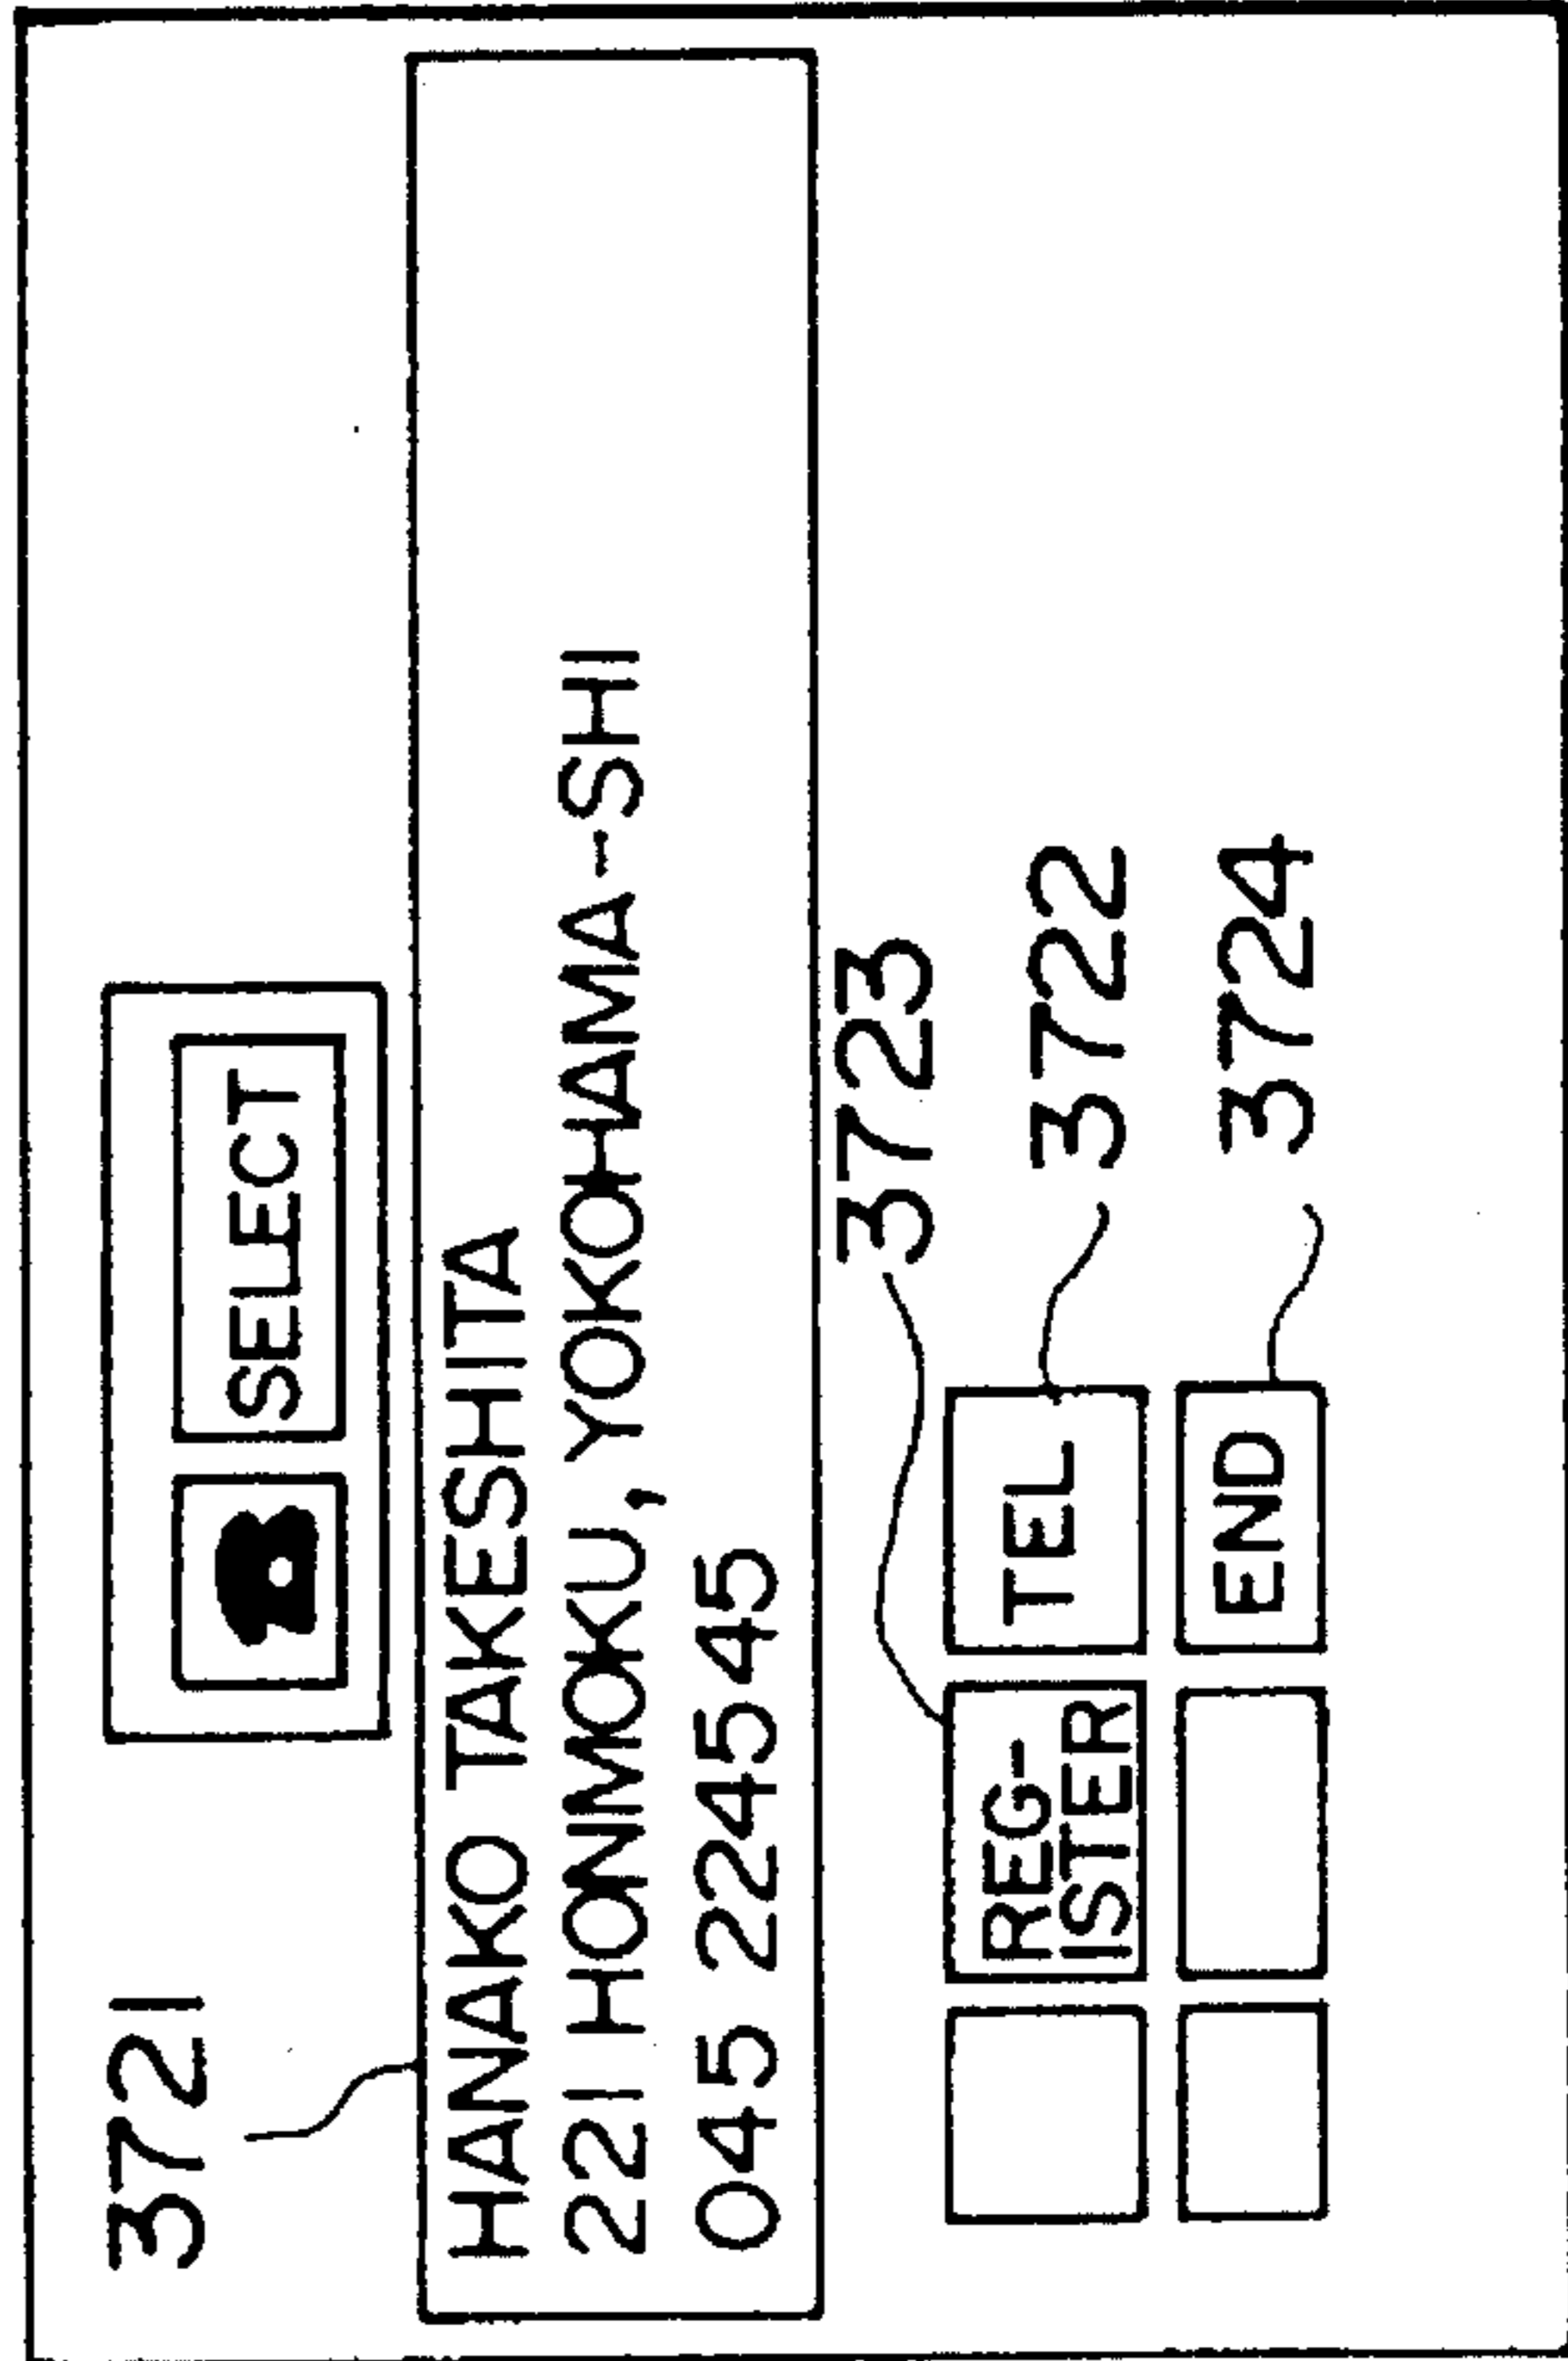 3721
SELECT
HANAKO TAKESHITA
221 HONMOKU, YOKOHAMA-SHI
045 224545
3723
REG-
ISTER
TEL
3722
END
3724